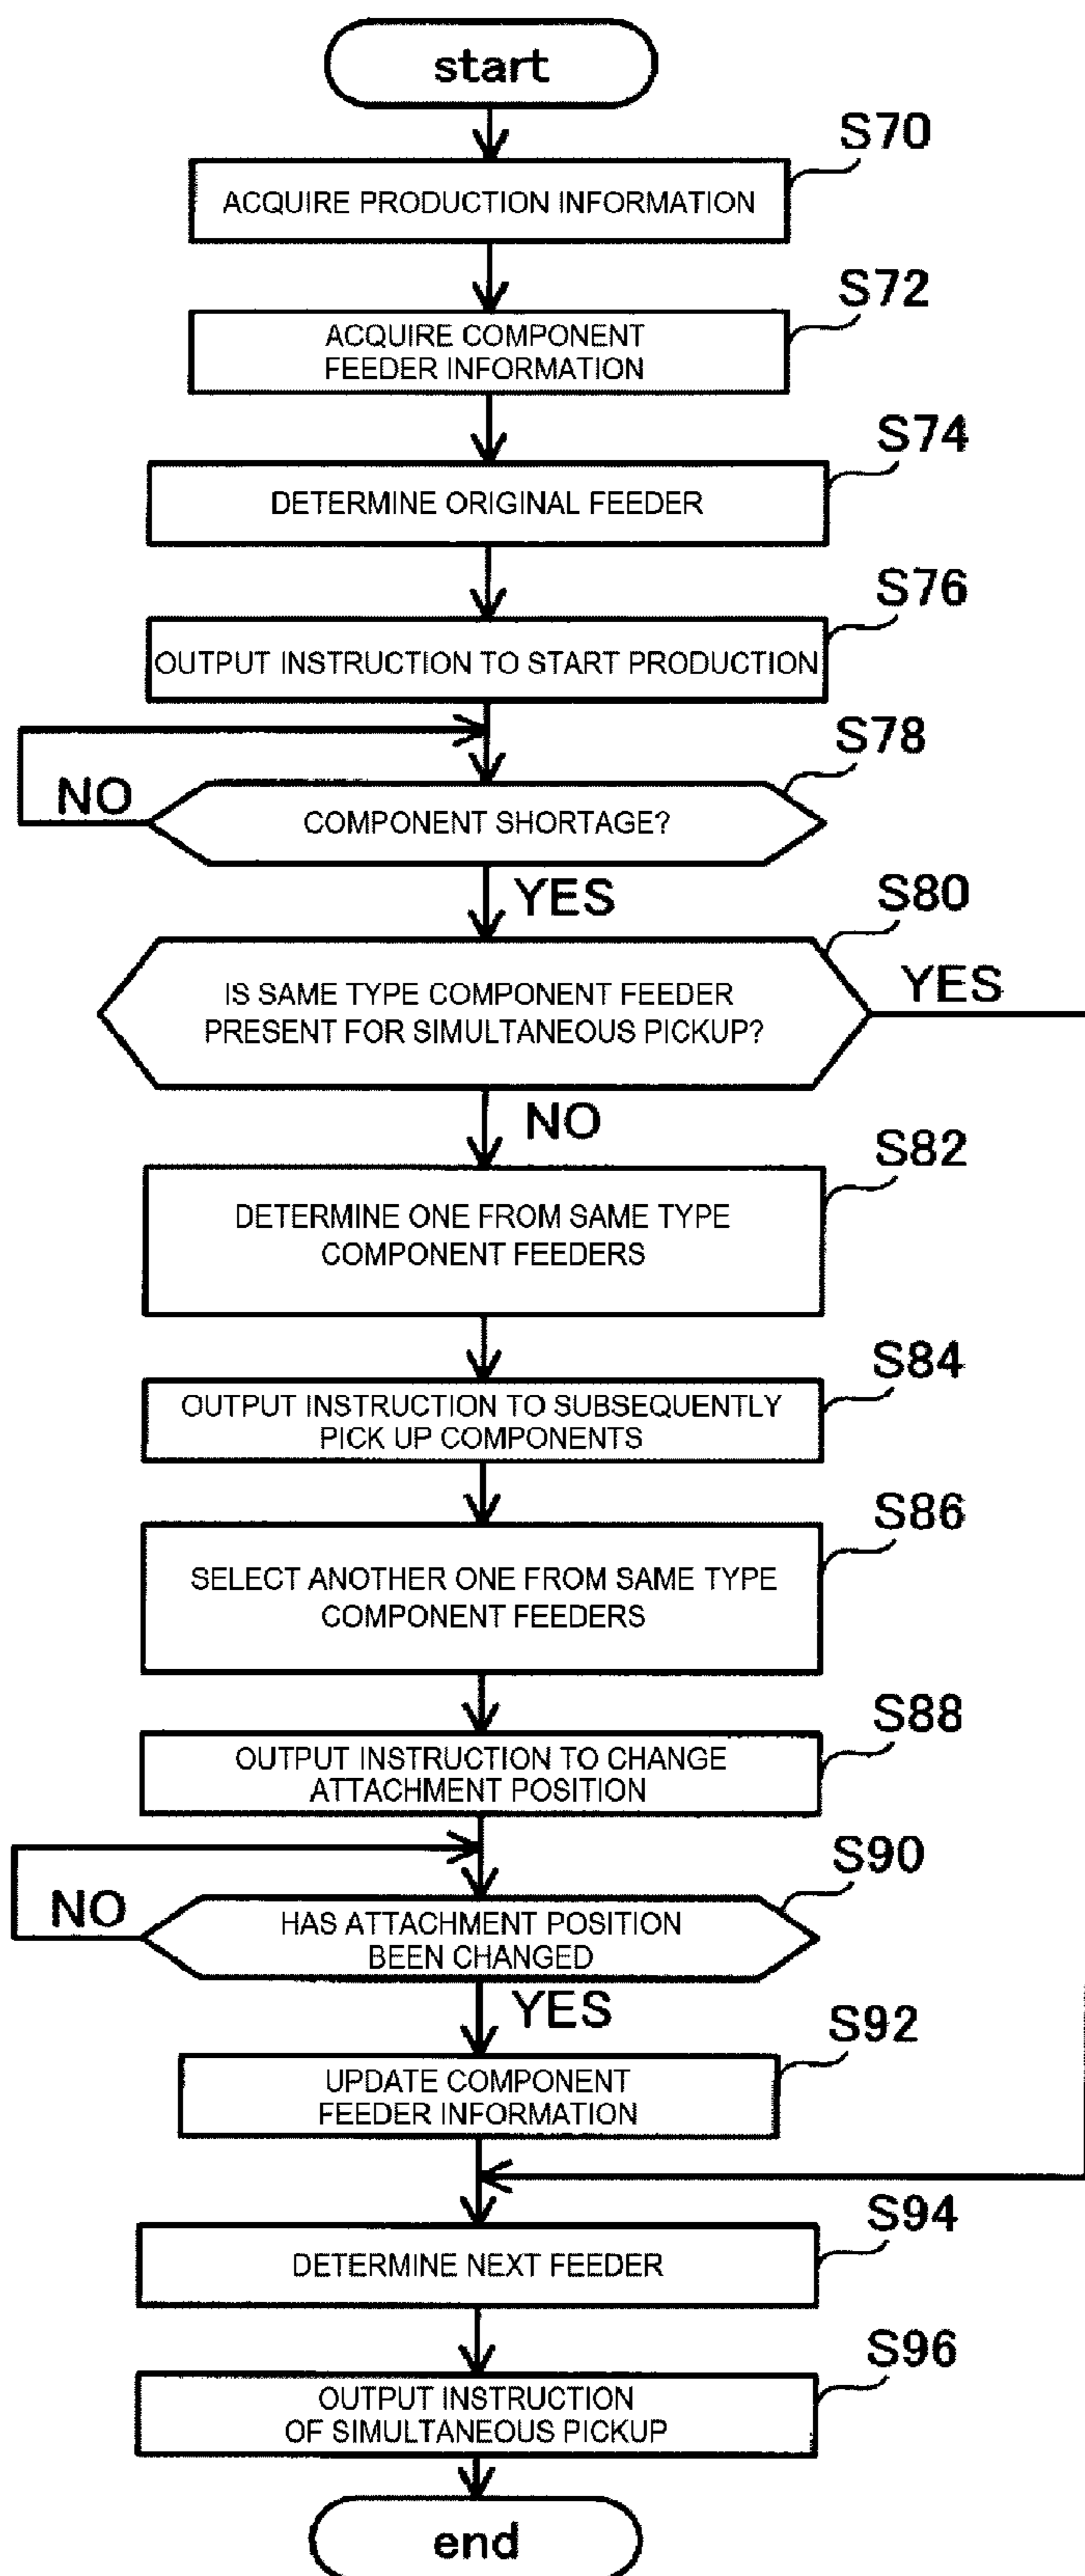 start
S70
ACQUIRE PRODUCTION INFORMATION
S72
ACQUIRE COMPONENT
FEEDER INFORMATION
S74
DETERMINE ORIGINAL FEEDER
S76
OUTPUT INSTRUCTION TO START PRODUCTION
S78
NO
COMPONENT SHORTAGE?
YES
S80
IS SAME TYPE COMPONENT FEEDER
PRESENT FOR SIMULTANEOUS PICKUP?
YES
NO
S82
DETERMINE ONE FROM SAME TYPE
COMPONENT FEEDERS
S84
OUTPUT INSTRUCTION TO SUBSEQUENTLY
PICK UP COMPONENTS
S86
SELECT ANOTHER ONE FROM SAME TYPE
COMPONENT FEEDERS
S88
OUTPUT INSTRUCTION TO CHANGE
ATTACHMENT POSITION
S90
NO
HAS ATTACHMENT POSITION
BEEN CHANGED
YES
S92
UPDATE COMPONENT
FEEDER INFORMATION
S94
DETERMINE NEXT FEEDER
S96
OUTPUT INSTRUCTION
OF SIMULTANEOUS PICKUP
end